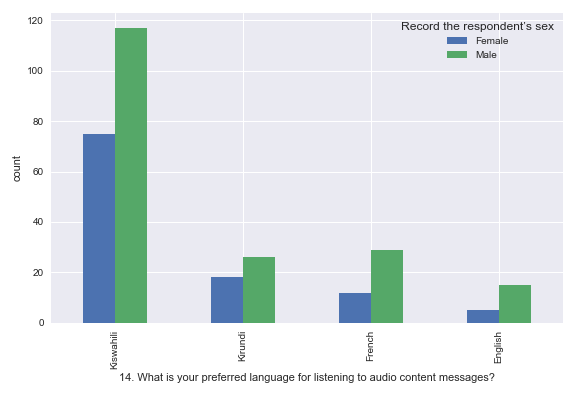 Record the respondent's sex
Female
Male
120
100
80
60
40
20
0
count
Kiswahili
Kirundi
French
English
14. What is your preferred language for listening to audio content messages?